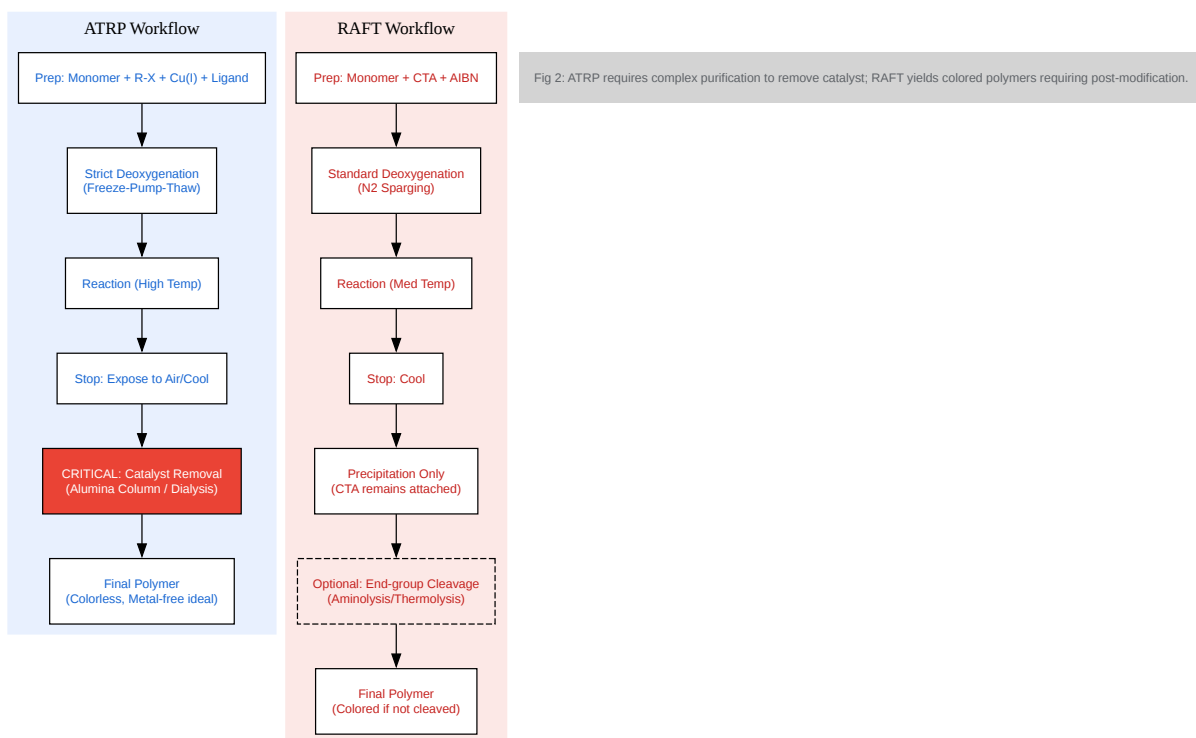 ATRP Workflow
Prep: Monomer + R-X + Cu(I) + Ligand
Strict Deoxygenation
(Freeze-Pump-Thaw)
Reaction (High Temp)
Stop: Expose to Air/Cool
CRITICAL: Catalyst Removal
(Alumina Column / Dialysis)
Final Polymer
(Colorless, Metal-free ideal)
RAFT Workflow
Prep: Monomer + CTA + AIBN
Standard Deoxygenation
(N2 Sparging)
Reaction (Med Temp)
Stop: Cool
Precipitation Only
(CTA remains attached)
Optional: End-group Cleavage
(Aminolysis/Thermolysis)
Final Polymer
(Colored if not cleaved)
Fig 2: ATRP requires complex purification to remove catalyst; RAFT yields colored polymers requiring post-modification.